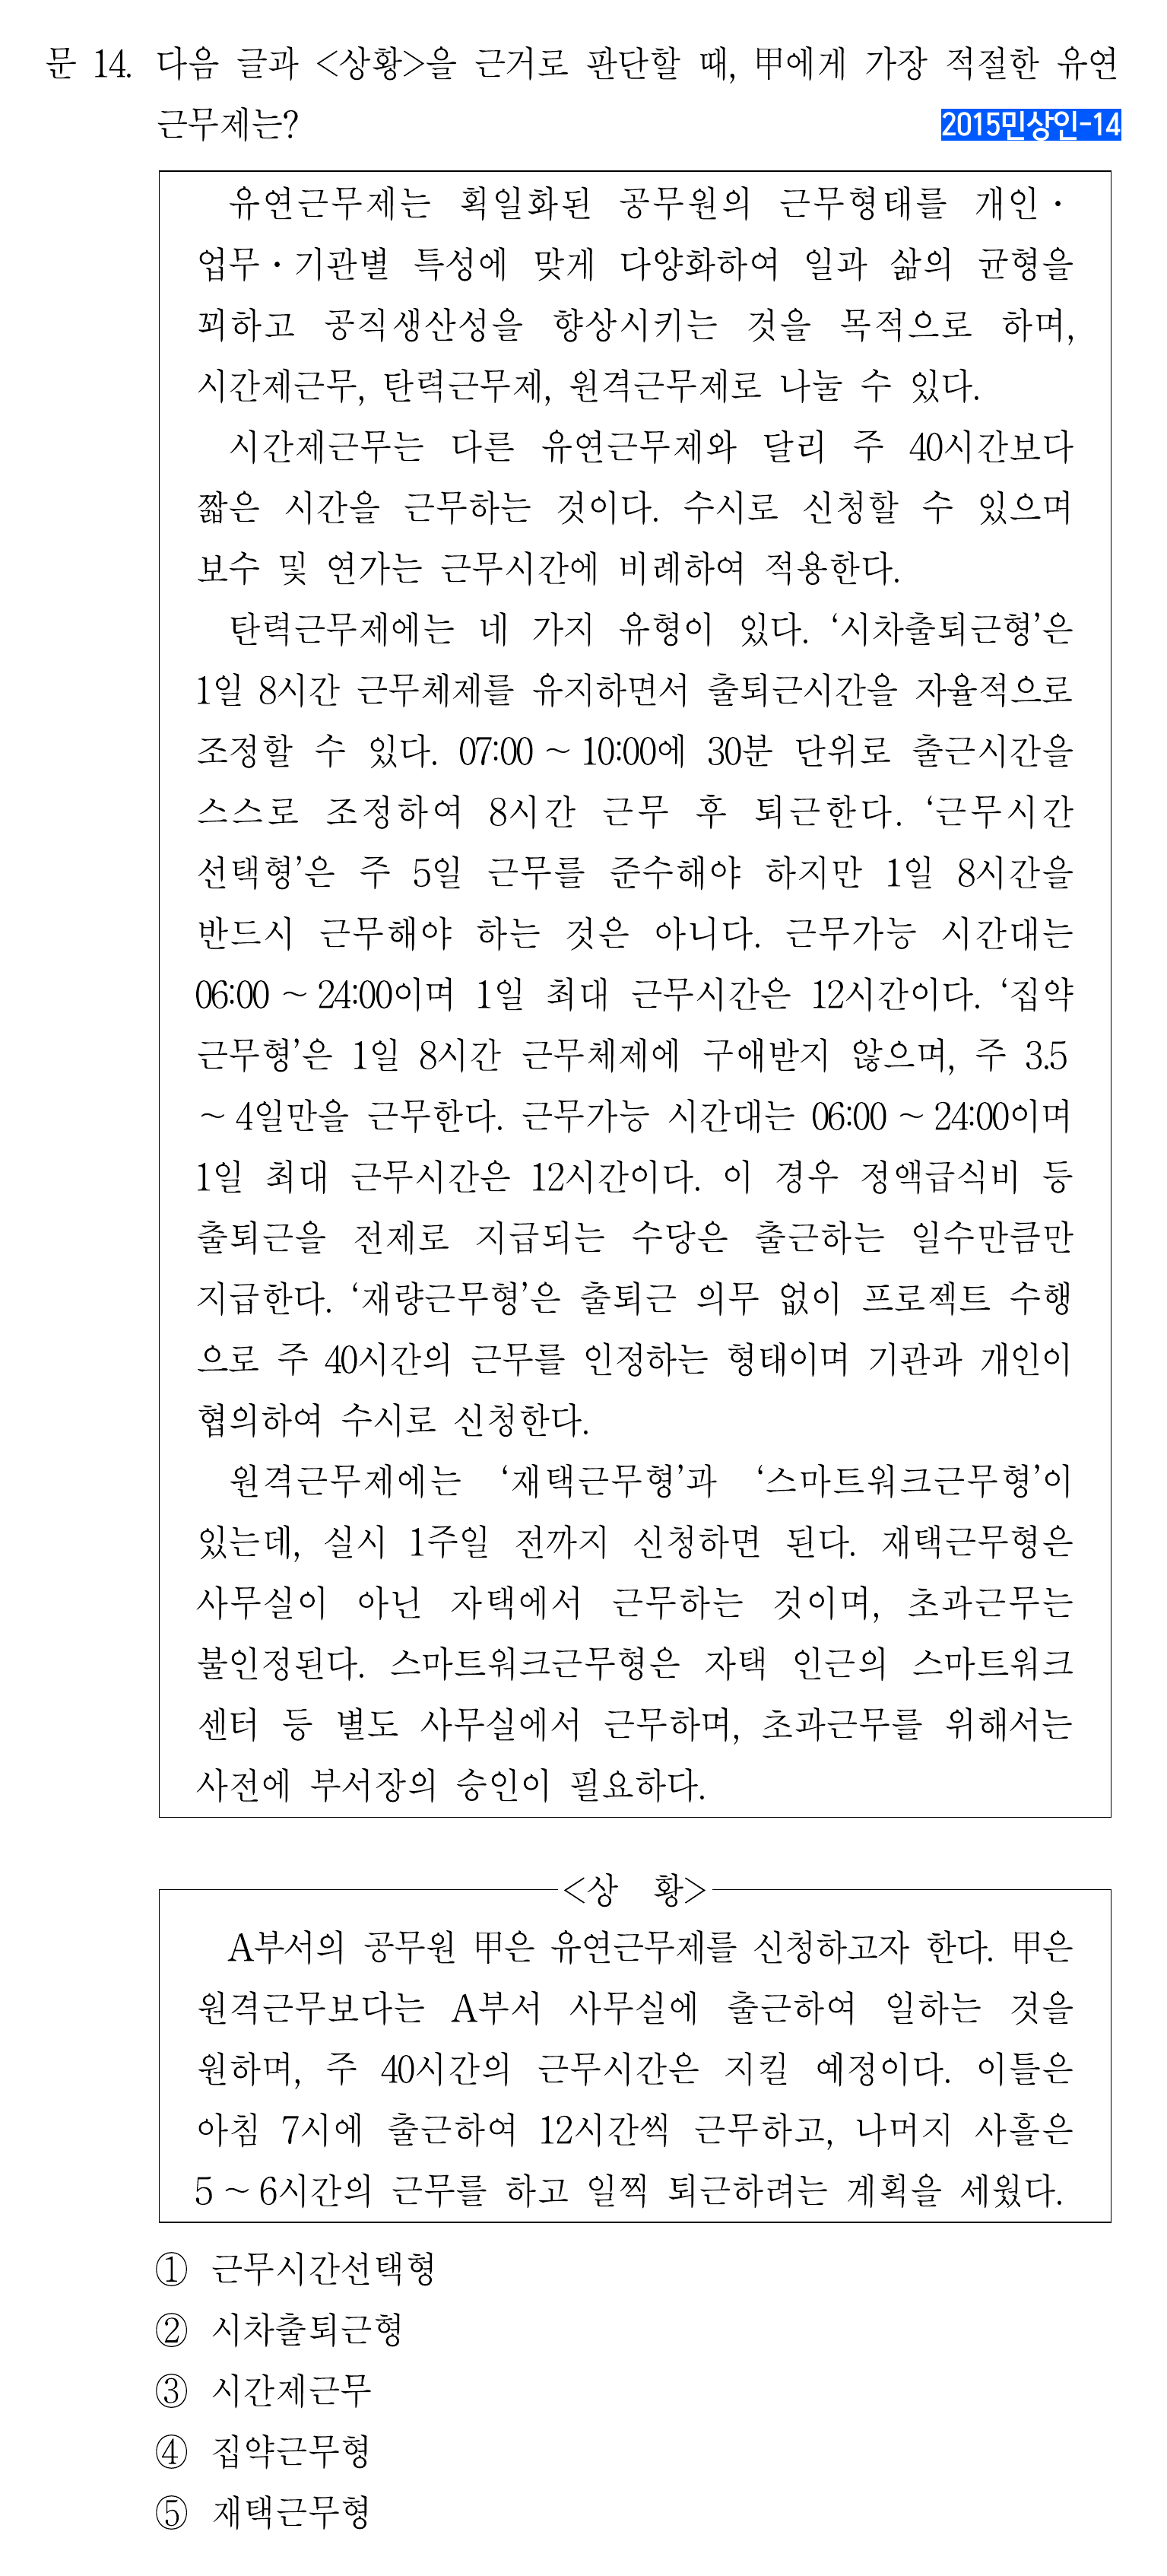 문 14. 다음 글과 <상황>을 근거로 판단할 때, 甲에게 가장 적절한 유연
근무제는?
2015민상인-14
유연근무제는 획일화된 공무원의 근무형태를 개인·
업무·기관별 특성에 맞게 다양화하여 일과 삶의 균형을
꾀하고 공직생산성을 향상시키는 것을 목적으로 하며,
시간제근무, 탄력근무제, 원격근무제로 나눌 수 있다.
시간제근무는 다른 유연근무제와 달리 주 40시간보다
짧은 시간을 근무하는 것이다. 수시로 신청할 수 있으며
보수 및 연가는 근무시간에 비례하여 적용한다.
탄력근무제에는 네 가지 유형이 있다. ‘시차출퇴근형’은
1일 8시간 근무체제를 유지하면서 출퇴근시간을 자율적으로
조정할 수 있다. 07:00 ~ 10:00에 30분 단위로 출근시간을
스스로 조정하여 8시간 근무 후 퇴근한다. ‘근무시간
선택형’은 주 5일 근무를 준수해야 하지만 1일 8시간을
반드시 근무해야 하는 것은 아니다. 근무가능 시간대는
06:00 ~ 24:00이며 1일 최대 근무시간은 12시간이다. ‘집약
근무형’은 1일 8시간 근무체제에 구애받지 않으며, 주 3.5
~ 4일만을 근무한다. 근무가능 시간대는 06:00 ~ 24:00이며
1일 최대 근무시간은 12시간이다. 이 경우 정액급식비 등
출퇴근을 전제로 지급되는 수당은 출근하는 일수만큼만
지급한다. ‘재량근무형’은 출퇴근 의무 없이 프로젝트 수행
으로 주 40시간의 근무를 인정하는 형태이며 기관과 개인이
협의하여 수시로 신청한다.
원격근무제에는 ‘재택근무형’과 ‘스마트워크근무형’이
있는데, 실시 1주일 전까지 신청하면 된다. 재택근무형은
사무실이 아닌 자택에서 근무하는 것이며, 초과근무는
불인정된다. 스마트워크근무형은 자택 인근의 스마트워크
센터 등 별도 사무실에서 근무하며, 초과근무를 위해서는
사전에 부서장의 승인이 필요하다.
<상 황>
A부서의 공무원 甲은 유연근무제를 신청하고자 한다. 甲은
원격근무보다는 A부서 사무실에 출근하여 일하는 것을
원하며, 주 40시간의 근무시간은 지킬 예정이다. 이틀은
아침 7시에 출근하여 12시간씩 근무하고, 나머지 사흘은
5 ~ 6시간의 근무를 하고 일찍 퇴근하려는 계획을 세웠다.
① 근무시간선택형
② 시차출퇴근형
③ 시간제근무
④ 집약근무형
⑤ 재택근무형